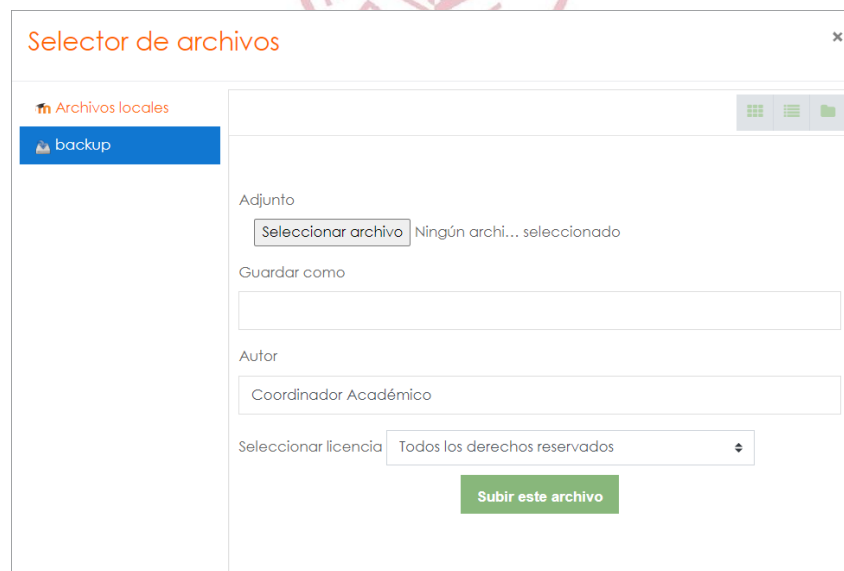 Selector de archivos
×
Archivos locales
backup
Adjunto
Seleccionar archivo Ningún archi... seleccionado
Guardar como
Autor
Coordinador Académico
Seleccionar licencia Todos los derechos reservados
Subir este archivo